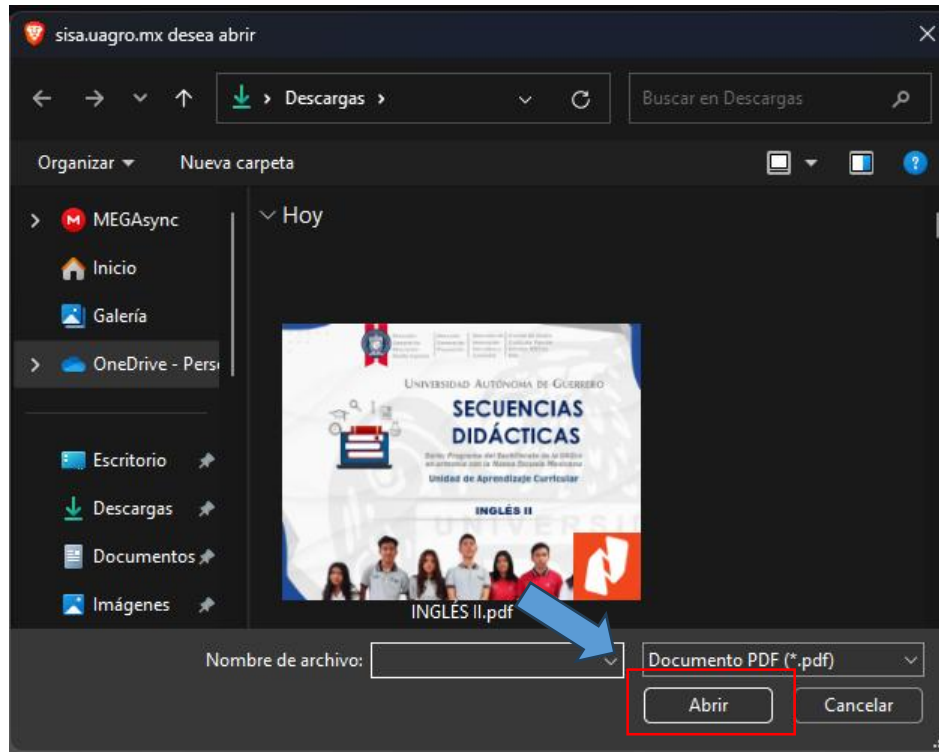 sisa.uagro.mx desea abrir
Descargas
Buscar en Descargas
Organizar
Nueva carpeta
MEGAsync
Inicio
Galería
OneDrive - Pers
Escritorio
Descargas
Documentos
Imágenes
Hoy
UNIVERSIDAD AUTÓNOMA DE GUERRERO
SECUENCIAS
DIDÁCTICAS
Unidad de Aprendizaje Curricular
INGLÉS II
INGLÉS II.pdf
Nombre de archivo:
Documento PDF (*.pdf)
Abrir
Cancelar